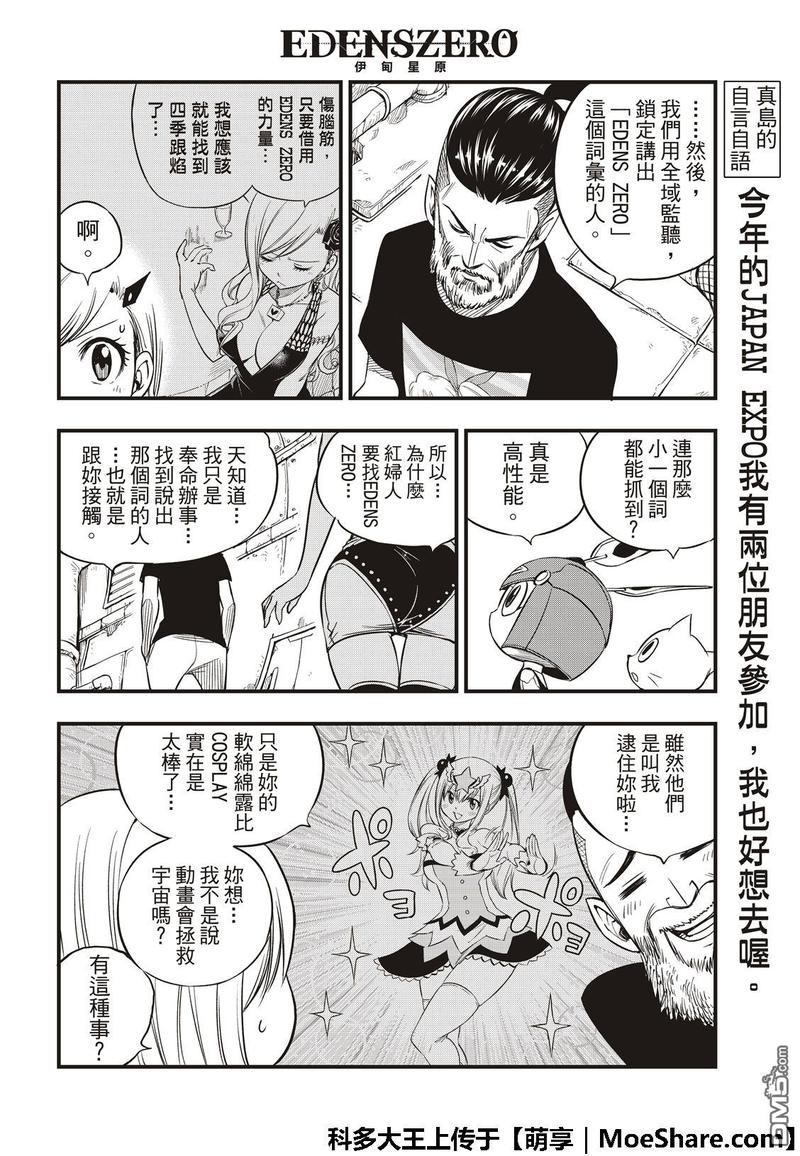 EDENSZERO
伊甸星原
真島的
自言自語
今年的JAPAN EXPO我有兩位朋友參加，我也好想去喔。
……然後，
我們用全域監聽，
鎖定講出
「EDENS ZERO」
這個詞彙的人。
傷腦筋，
只要借用
EDENS ZERO
的力量…
我想應該
就能找到
四季跟焰
了…
啊。
連那麼
小一個詞
都能抓到？
真是
高性能。
所以…
為什麼
紅婦人
要找EDENS
ZERO…
天知道…
我只是
奉命辦事…
找到說出
那個詞的人
…也就是
跟妳接觸。
雖然他們
是叫我
逮住妳啦…
只是妳的
軟綿綿露比
COSPLAY
實在是
太棒了…
ポヨ
ポヨ
妳想…
我不是說
動畫會拯救
宇宙嗎？
有這種事？
DM5.com
科多大王上传于【萌享／MoeShare.com】